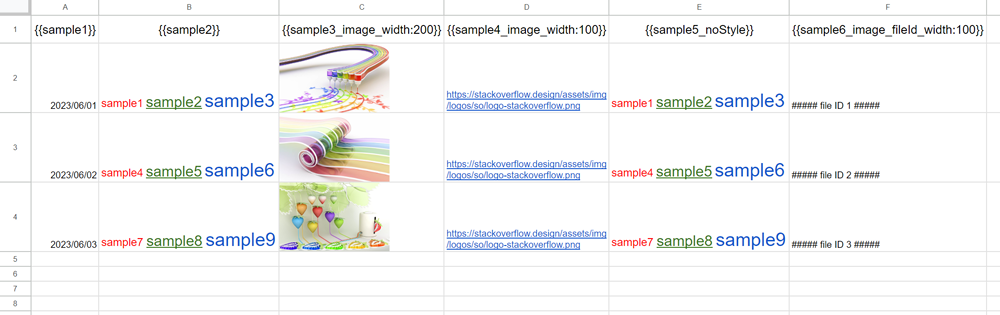 A B C D E F
1 {{sample1}} {{sample2}} {{sample3_image_width:200}} {{sample4_image_width:100}} {{sample5_noStyle}} {{sample6_image_fileId_width:100}}
2 2023/06/01 sample1 sample2 sample3 https://stackoverflow.design/assets/img
/logos/so/logo-stackoverflow.png sample1 sample2 sample3 ##### file ID 1 #####
3 2023/06/02 sample4 sample5 sample6 https://stackoverflow.design/assets/img
/logos/so/logo-stackoverflow.png sample4 sample5 sample6 ##### file ID 2 #####
4 2023/06/03 sample7 sample8 sample9 https://stackoverflow.design/assets/img
/logos/so/logo-stackoverflow.png sample7 sample8 sample9 ##### file ID 3 #####
5
6
7
8